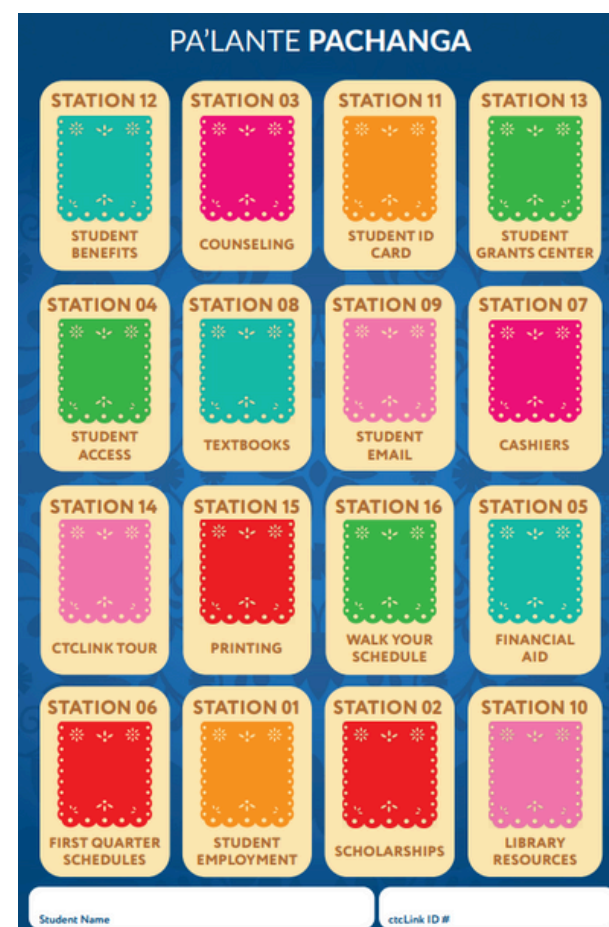 PA'LANTE PACHANGA
STATION 12
STUDENT
BENEFITS
STATION 03
COUNSELING
STATION 11
STUDENT ID
CARD
STATION 13
STUDENT
GRANTS CENTER
STATION 04
STUDENT
ACCESS
STATION 08
TEXTBOOKS
STATION 09
STUDENT
EMAIL
STATION 07
CASHIERS
STATION 14
CTCLINK TOUR
STATION 15
PRINTING
STATION 16
WALK YOUR
SCHEDULE
STATION 05
FINANCIAL
AID
STATION 06
FIRST QUARTER
SCHEDULES
STATION 01
STUDENT
EMPLOYMENT
STATION 02
SCHOLARSHIPS
STATION 10
LIBRARY
RESOURCES
Student Name
ctcLink ID #